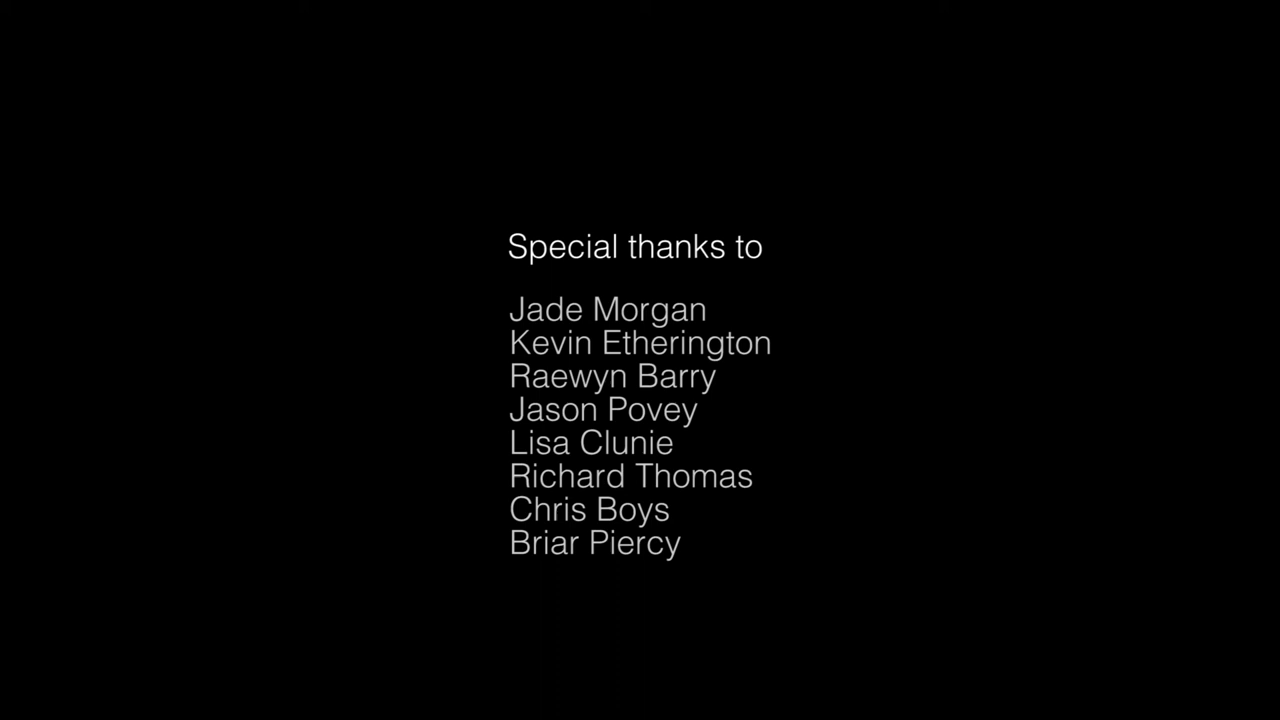 Special thanks to
Jade Morgan
Kevin Etherington
Raewyn Barry
Jason Povey
Lisa Clunie
Richard Thomas
Chris Boys
Briar Piercy